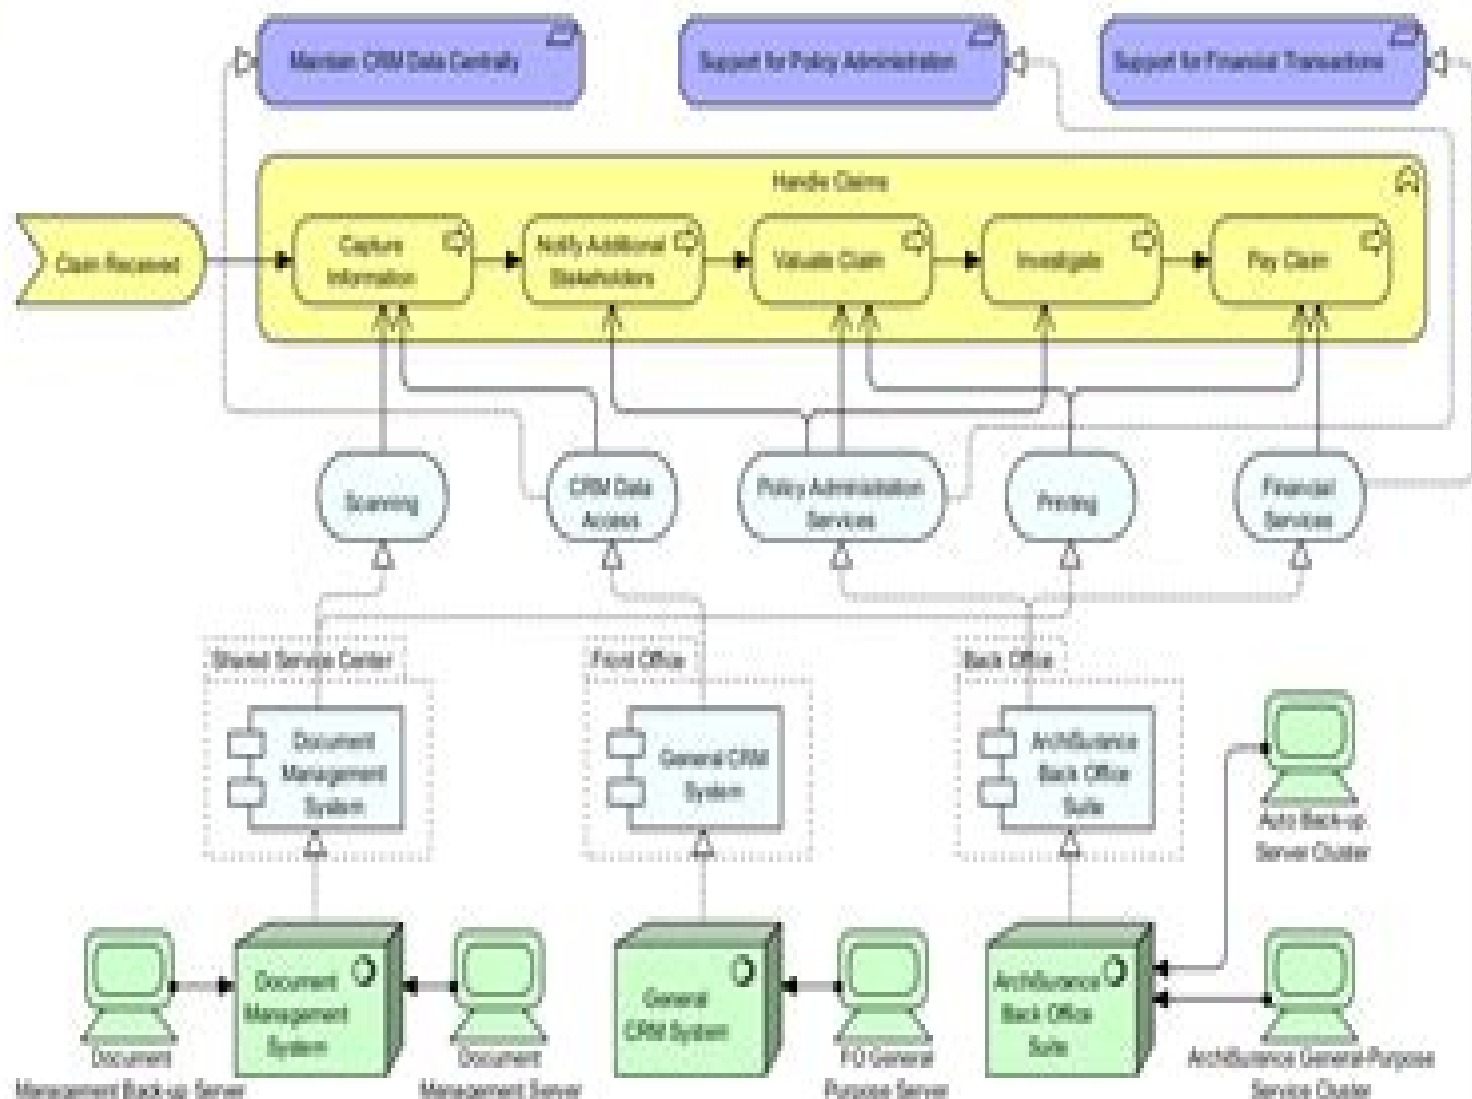 Maintain CRM Data Centrally
Support for Policy Administration
Support for Financial Transactions
Handle Claims
Claim Received
Capture
Information
Notify Additional
Stakeholders
Valuate Claim
Investigate
Pay Claim
Scanning
CRM Data
Access
Policy Administration
Services
Printing
Financial
Services
Shared Service Center
Front Office
Back Office
Document
Management
System
General CRM
System
ArchiSurance
Back Office
Suite
Auto Back-up
Server Cluster
Document
Management
System
General
CRM System
ArchiSurance
Back Office
Suite
Document
Management Back-up Server
Document
Management Server
FO General
Purpose Server
ArchiSurance General-Purpose
Service Cluster